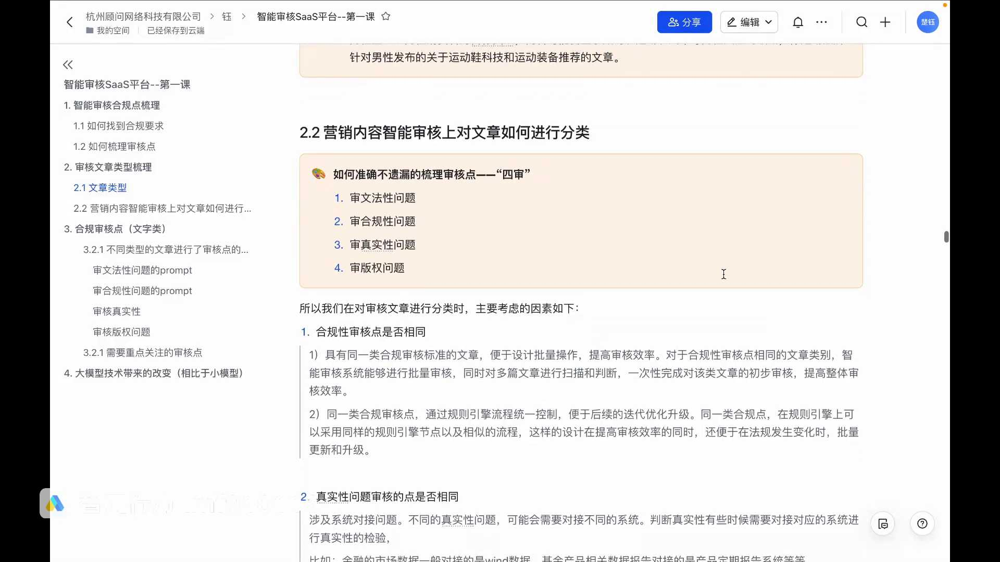 杭州顾问网络科技有限公司 > 钰 > 智能审核SaaS平台--第一课
我的空间 已经保存到云端
分享
编辑
楚钰
智能审核SaaS平台--第一课
1. 智能审核合规点梳理
1.1 如何找到合规要求
1.2 如何梳理审核点
2. 审核文章类型梳理
2.1 文章类型
2.2 营销内容智能审核上对文章如何进行...
3. 合规审核点（文字类）
3.2.1 不同类型的文章进行了审核点的...
审文法性问题的prompt
审合规性问题的prompt
审核真实性
审核版权问题
3.2.1 需要重点关注的审核点
4. 大模型技术带来的改变（相比于小模型）
针对男性发布的关于运动鞋科技和运动装备推荐的文章。
2.2 营销内容智能审核上对文章如何进行分类
如何准确不遗漏的梳理审核点——“四审”
1. 审文法性问题
2. 审合规性问题
3. 审真实性问题
4. 审版权问题
所以我们在对审核文章进行分类时，主要考虑的因素如下：
1. 合规性审核点是否相同
1）具有同一类合规审核标准的文章，便于设计批量操作，提高审核效率。对于合规性审核点相同的文章类别，智
能审核系统能够进行批量审核，同时对多篇文章进行扫描和判断，一次性完成对该类文章的初步审核，提高整体审
核效率。
2）同一类合规审核点，通过规则引擎流程统一控制，便于后续的迭代优化升级。同一类合规点，在规则引擎上可
以采用同样的规则引擎节点以及相似的流程，这样的设计在提高审核效率的同时，还便于在法规发生变化时，批量
更新和升级。
2. 真实性问题审核的点是否相同
涉及系统对接问题。不同的真实性问题，可能会需要对接不同的系统。判断真实性有些时候需要对接对应的系统进
行真实性的检验，
比如：金融的市场数据一般对接的是wind数据，基金产品相关数据报告对接的是产品定期报告系统等等